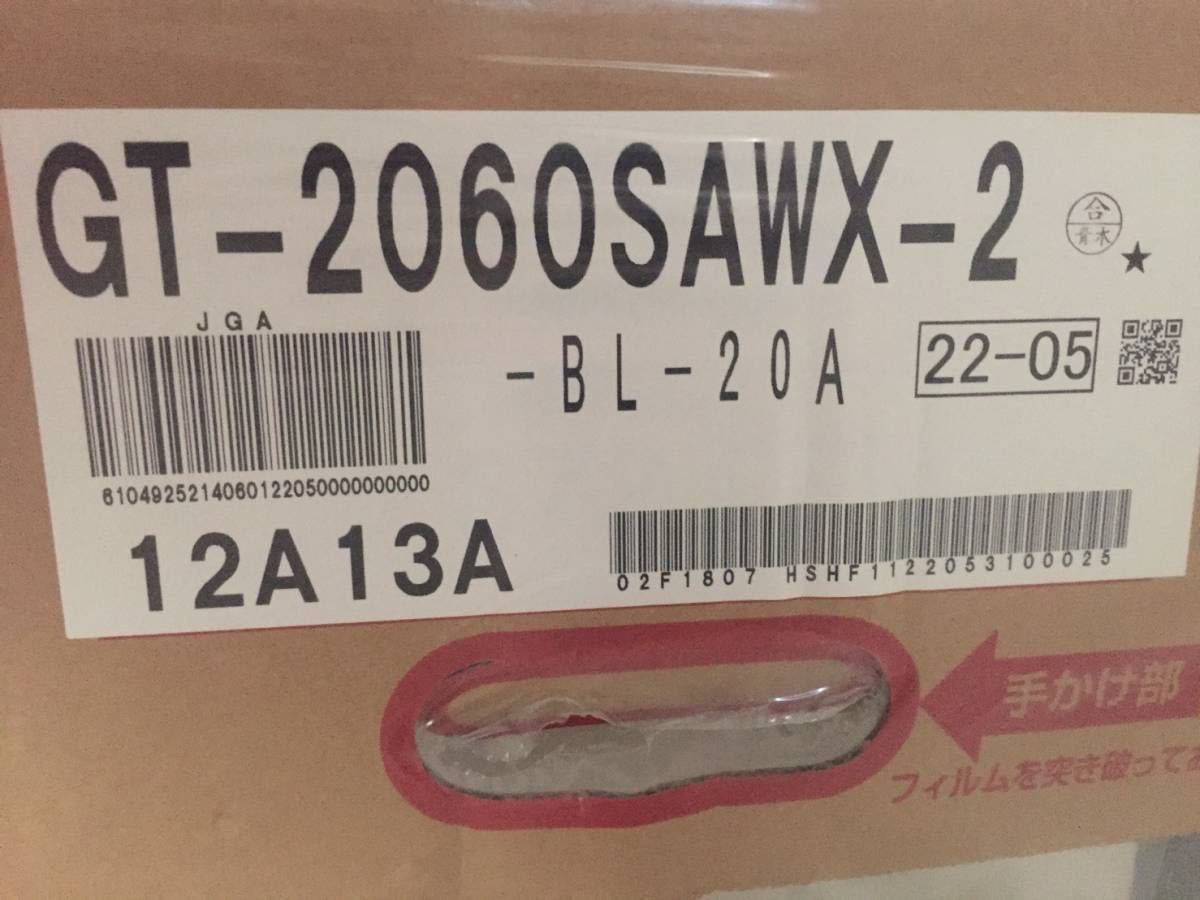 GT-2060SAWX-2
合
青木
★
JGA
-BL-20A
22-05
610492521406012205000000000
12A13A
02F1807 HSHF1122053100025
手かけ部
フィルムを突き破って